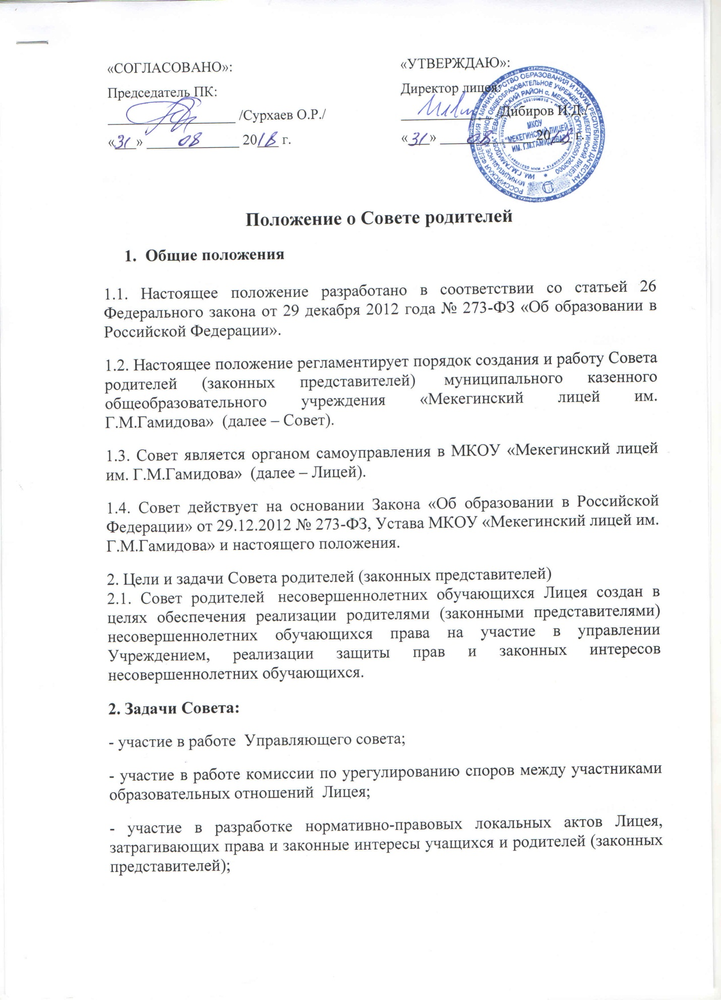 «СОГЛАСОВАНО»:
Председатель ПК:
/Сурхаев О.Р./
«31» 08 2018 г.
«УТВЕРЖДАЮ»:
Директор лицея:
/Дибиров И.Д./
«31» 08 2018 г.
МКОУ
"МЕКЕГИНСКИЙ ЛИЦЕЙ
ИМ. Г.М.ГАМИДОВА"
Положение о Совете родителей
1. Общие положения
1.1. Настоящее положение разработано в соответствии со статьей 26
Федерального закона от 29 декабря 2012 года № 273-ФЗ «Об образовании в
Российской Федерации».
1.2. Настоящее положение регламентирует порядок создания и работу Совета
родителей (законных представителей) муниципального казенного
общеобразовательного учреждения «Мекегинский лицей им.
Г.М.Гамидова» (далее – Совет).
1.3. Совет является органом самоуправления в МКОУ «Мекегинский лицей
им. Г.М.Гамидова» (далее – Лицей).
1.4. Совет действует на основании Закона «Об образовании в Российской
Федерации» от 29.12.2012 № 273-ФЗ, Устава МКОУ «Мекегинский лицей им.
Г.М.Гамидова» и настоящего положения.
2. Цели и задачи Совета родителей (законных представителей)
2.1. Совет родителей несовершеннолетних обучающихся Лицея создан в
целях обеспечения реализации родителями (законными представителями)
несовершеннолетних обучающихся права на участие в управлении
Учреждением, реализации защиты прав и законных интересов
несовершеннолетних обучающихся.
2. Задачи Совета:
- участие в работе Управляющего совета;
- участие в работе комиссии по урегулированию споров между участниками
образовательных отношений Лицея;
- участие в разработке нормативно-правовых локальных актов Лицея,
затрагивающих права и законные интересы учащихся и родителей (законных
представителей);